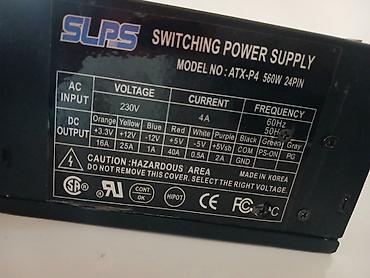 SLPS SWITCHING POWER SUPPLY
MODEL NO : ATX-P4 560W 24PIN
AC INPUT VOLTAGE CURRENT FREQUENCY
230V 4A 60Hz
50H
DC OUTPUT Orange Yellow Blue Red White Purple Black Green Gray
+3.3V +12V -12V +5V -5V +5Vsb COM PS-ON PG
16A 25A 1A 40A 0.5A 2A GND
CAUTION: HAZARDOUS AREA MADE IN KOREA
DO NOT REMOVE THIS COVER. SELECT THE RIGHT VOLTAGE.
CONT OK HIPOT OK CE FC